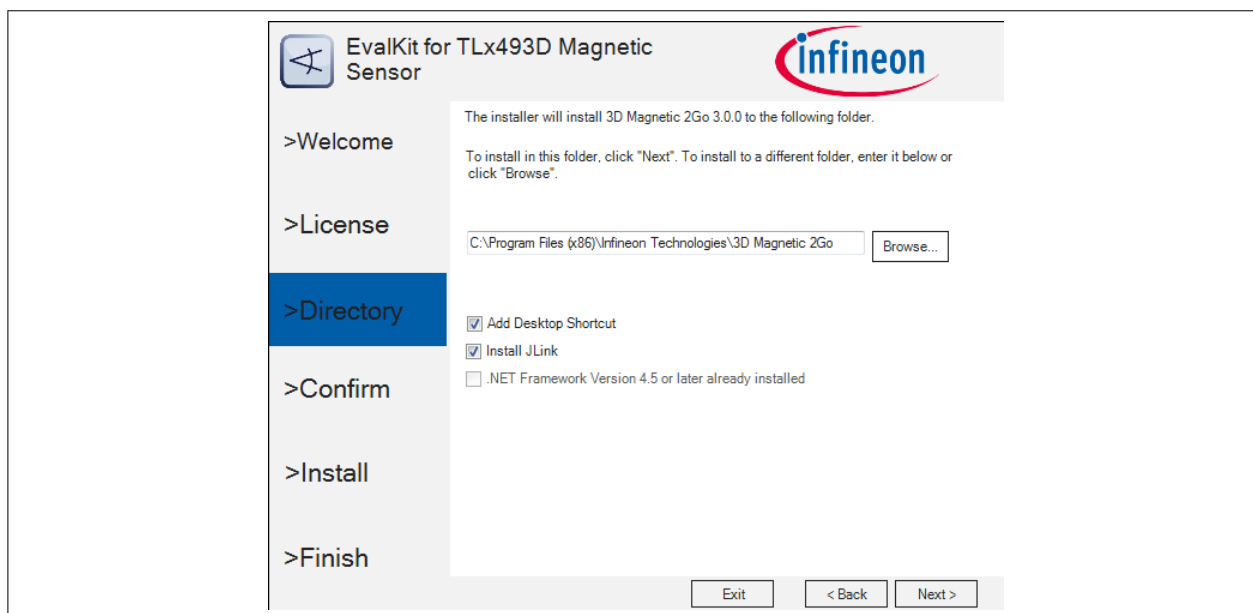 EvalKit for TLx493D Magnetic
Sensor
infineon
>Welcome
>License
>Directory
>Confirm
>Install
>Finish
The installer will install 3D Magnetic 2Go 3.0.0 to the following folder.
To install in this folder, click "Next". To install to a different folder, enter it below or
click "Browse".
C:\Program Files (x86)\Infineon Technologies\3D Magnetic 2Go
Browse...
Add Desktop Shortcut
Install JLink
.NET Framework Version 4.5 or later already installed
Exit
< Back
Next >